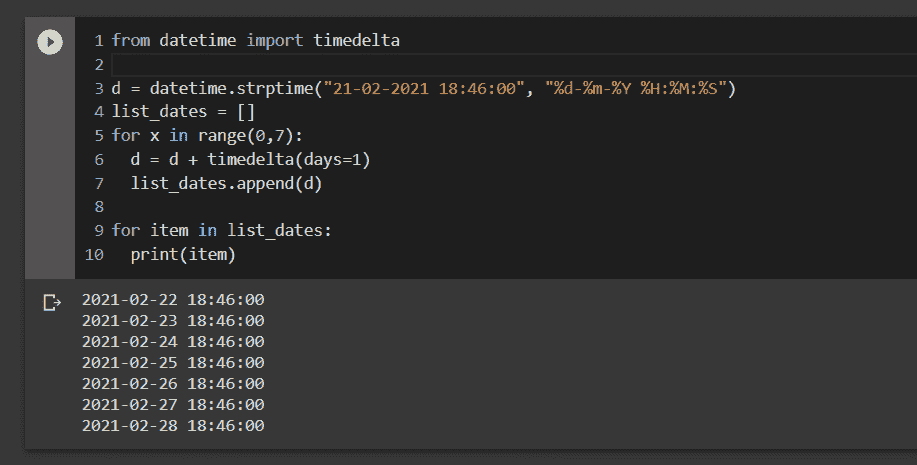 1 from datetime import timedelta
2
3 d = datetime.strptime("21-02-2021 18:46:00", "%d-%m-%Y %H:%M:%S")
4 list_dates = []
5 for x in range(0,7):
6   d = d + timedelta(days=1)
7   list_dates.append(d)
8
9 for item in list_dates:
10   print(item)
2021-02-22 18:46:00
2021-02-23 18:46:00
2021-02-24 18:46:00
2021-02-25 18:46:00
2021-02-26 18:46:00
2021-02-27 18:46:00
2021-02-28 18:46:00